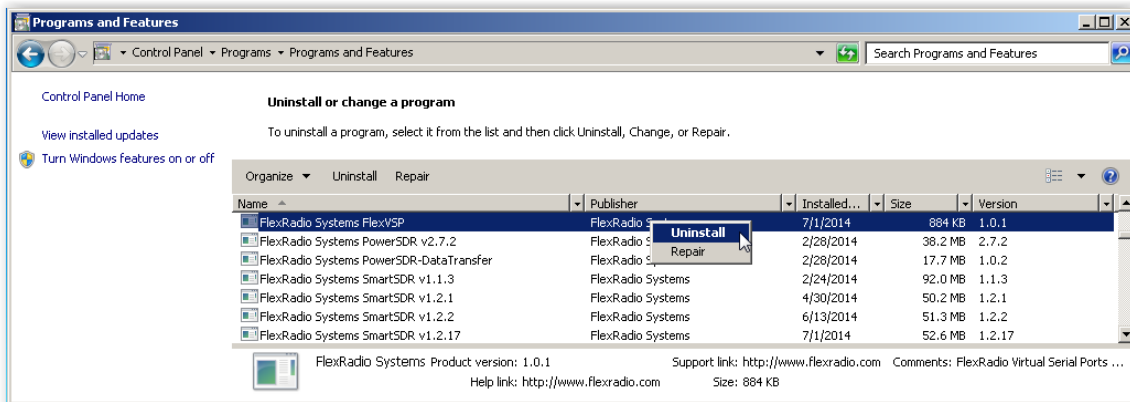 Programs and Features
Control Panel Programs Programs and Features
Search Programs and Features
Control Panel Home
View installed updates
Turn Windows features on or off
Uninstall or change a program
To uninstall a program, select it from the list and then click Uninstall, Change, or Repair.
Organize Uninstall Repair
Name Publisher Installed... Size Version
FlexRadio Systems FlexVSP FlexRadio 7/1/2014 884 KB 1.0.1
FlexRadio Systems PowerSDR v2.7.2 FlexRadio 2/28/2014 38.2 MB 2.7.2
FlexRadio Systems PowerSDR-DataTransfer FlexRadio 2/28/2014 17.7 MB 1.0.2
FlexRadio Systems SmartSDR v1.1.3 FlexRadio Systems 2/24/2014 92.0 MB 1.1.3
FlexRadio Systems SmartSDR v1.2.1 FlexRadio Systems 4/30/2014 50.2 MB 1.2.1
FlexRadio Systems SmartSDR v1.2.2 FlexRadio Systems 6/13/2014 51.3 MB 1.2.2
FlexRadio Systems SmartSDR v1.2.17 FlexRadio Systems 7/1/2014 52.6 MB 1.2.17
Uninstall
Repair
FlexRadio Systems Product version: 1.0.1 Support link: http://www.flexradio.com Comments: FlexRadio Virtual Serial Ports ...
Help link: http://www.flexradio.com Size: 884 KB